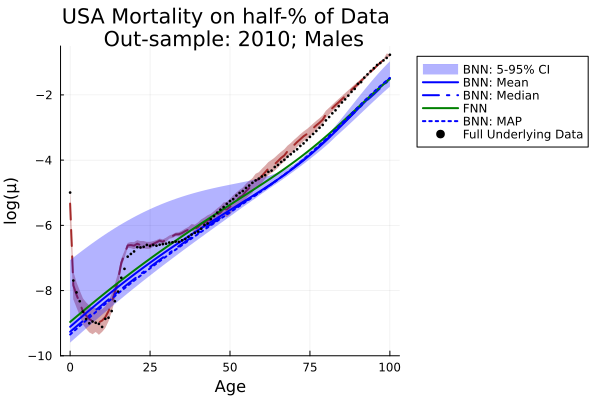 USA Mortality on half-% of Data
Out-sample: 2010; Males
BNN: 5-95% CI
BNN: Mean
BNN: Median
FNN
BNN: MAP
Full Underlying Data
log(μ)
−2
−4
−6
−8
−10
0 25 50 75 100
Age